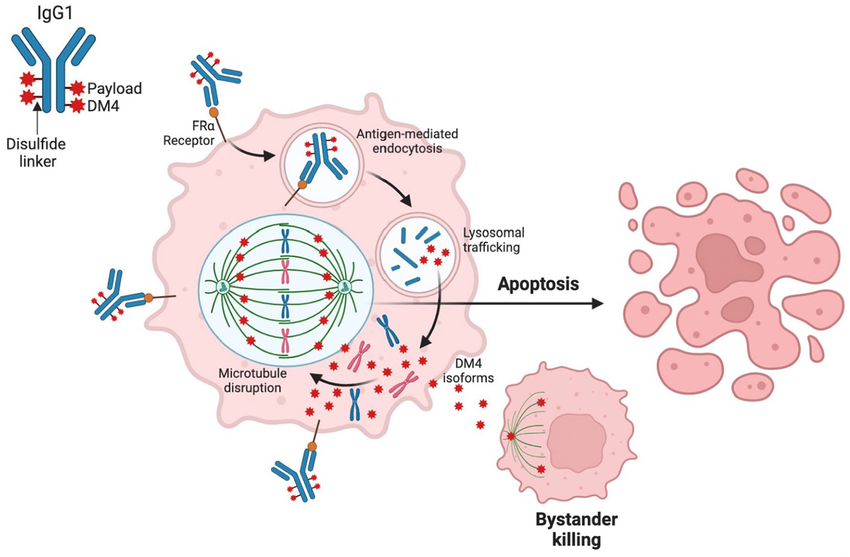 IgG1
Payload
DM4
Disulfide
linker
FRα
Receptor
Antigen-mediated
endocytosis
Lysosomal
trafficking
Apoptosis
Microtubule
disruption
DM4
isoforms
Bystander
killing